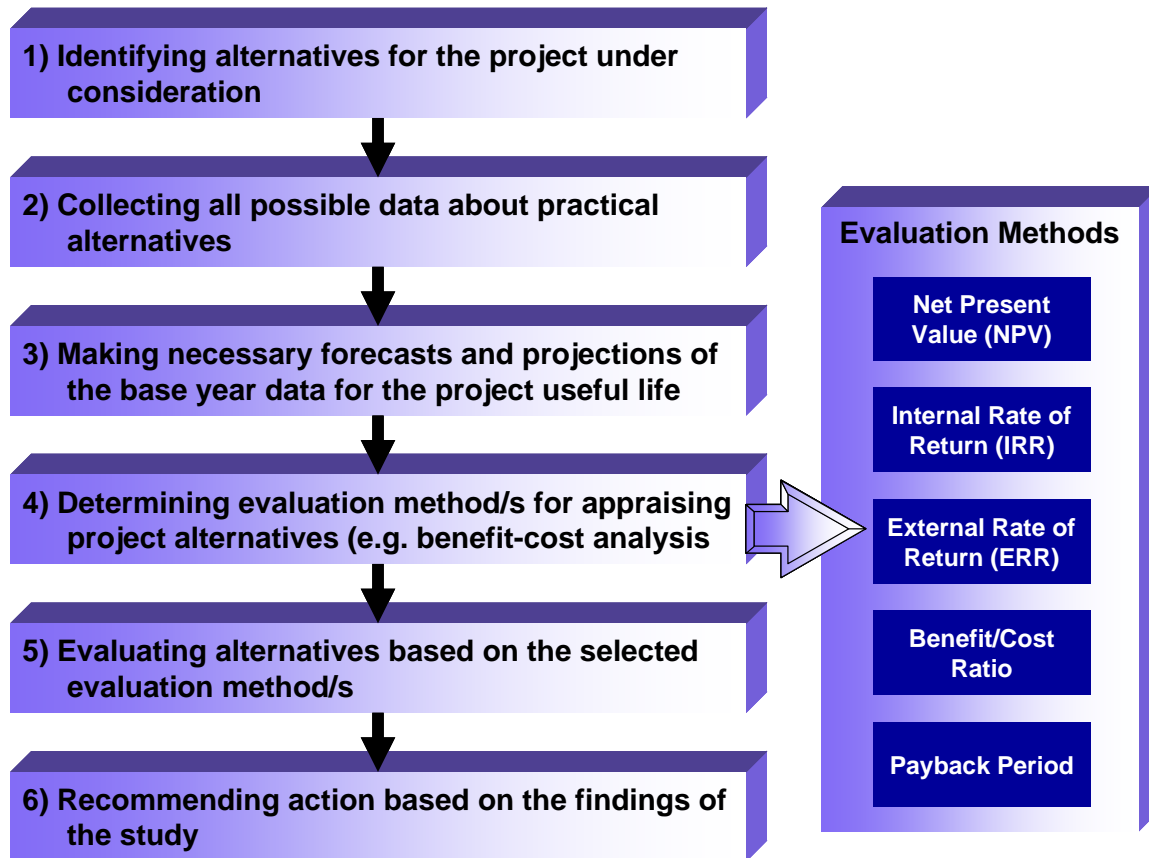 1) Identifying alternatives for the project under
consideration
2) Collecting all possible data about practical
alternatives
3) Making necessary forecasts and projections of
the base year data for the project useful life
4) Determining evaluation method/s for appraising
project alternatives (e.g. benefit-cost analysis
5) Evaluating alternatives based on the selected
evaluation method/s
6) Recommending action based on the findings of
the study
Evaluation Methods
Net Present
Value (NPV)
Internal Rate of
Return (IRR)
External Rate of
Return (ERR)
Benefit/Cost
Ratio
Payback Period